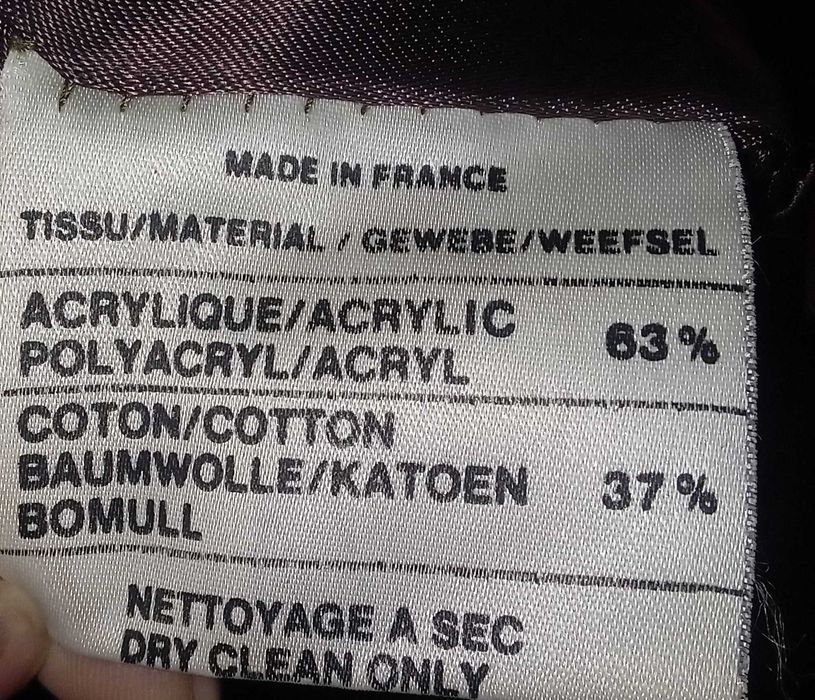 MADE IN FRANCE
TISSU/MATERIAL / GEWEBE/WEEFSEL
ACRYLIQUE/ACRYLIC
POLYACRYL/ACRYL
63%
COTON/COTTON
BAUMWOLLE/KATOEN
BOMULL
37%
NETTOYAGE A SEC
DRY CLEAN ONLY